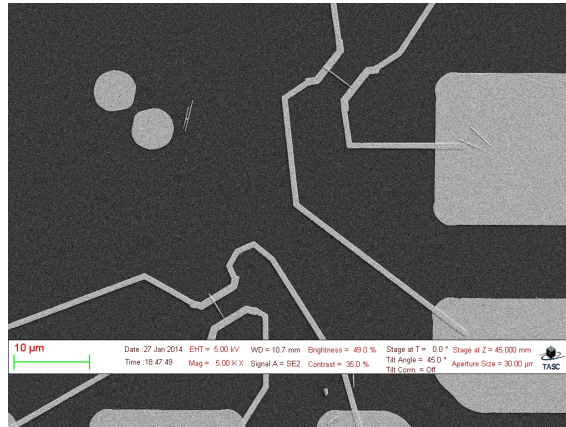 10 µm
Date :27 Jan 2014 EHT = 5.00 kV WD = 10.7 mm Brightness = 49.0 % Stage at T = 0.0 ° Stage at Z = 45.000 mm
Tilt Angle = 45.0 °
Time :18:47:49 Mag = 5.00 K X Signal A = SE2 Contrast = 35.0 % Tilt Corrn. = Off Aperture Size = 30.00 µm
TASC